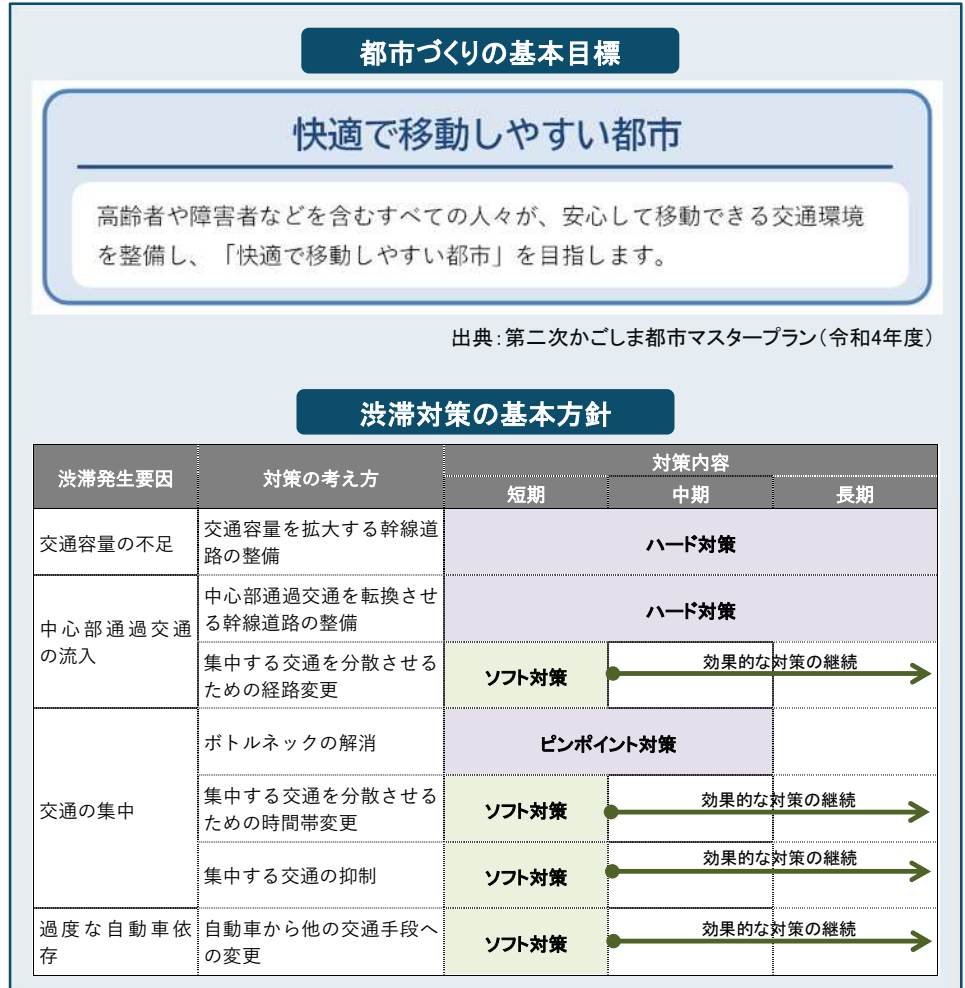 都市づくりの基本目標
快適で移動しやすい都市
高齢者や障害者などを含むすべての人々が、安心して移動できる交通環境
を整備し、「快適で移動しやすい都市」を目指します。
出典：第二次かごしま都市マスタープラン（令和4年度）
渋滞対策の基本方針
渋滞発生要因
対策の考え方
対策内容
短期
中期
長期
交通容量の不足
交通容量を拡大する幹線道
路の整備
ハード対策
中心部通過交通
の流入
中心部通過交通を転換させ
る幹線道路の整備
ハード対策
集中する交通を分散させる
ための経路変更
ソフト対策
効果的な対策の継続
交通の集中
ボトルネックの解消
ピンポイント対策
集中する交通を分散させる
ための時間帯変更
ソフト対策
効果的な対策の継続
集中する交通の抑制
ソフト対策
効果的な対策の継続
過度な自動車依
存
自動車から他の交通手段へ
の変更
ソフト対策
効果的な対策の継続